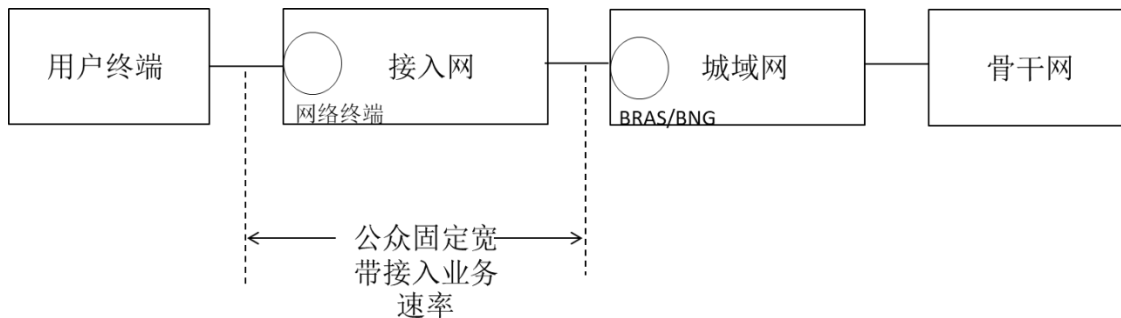 用户终端
接入网
城域网
骨干网
网络终端
BRAS/BNG
公众固定宽
带接入业务
速率